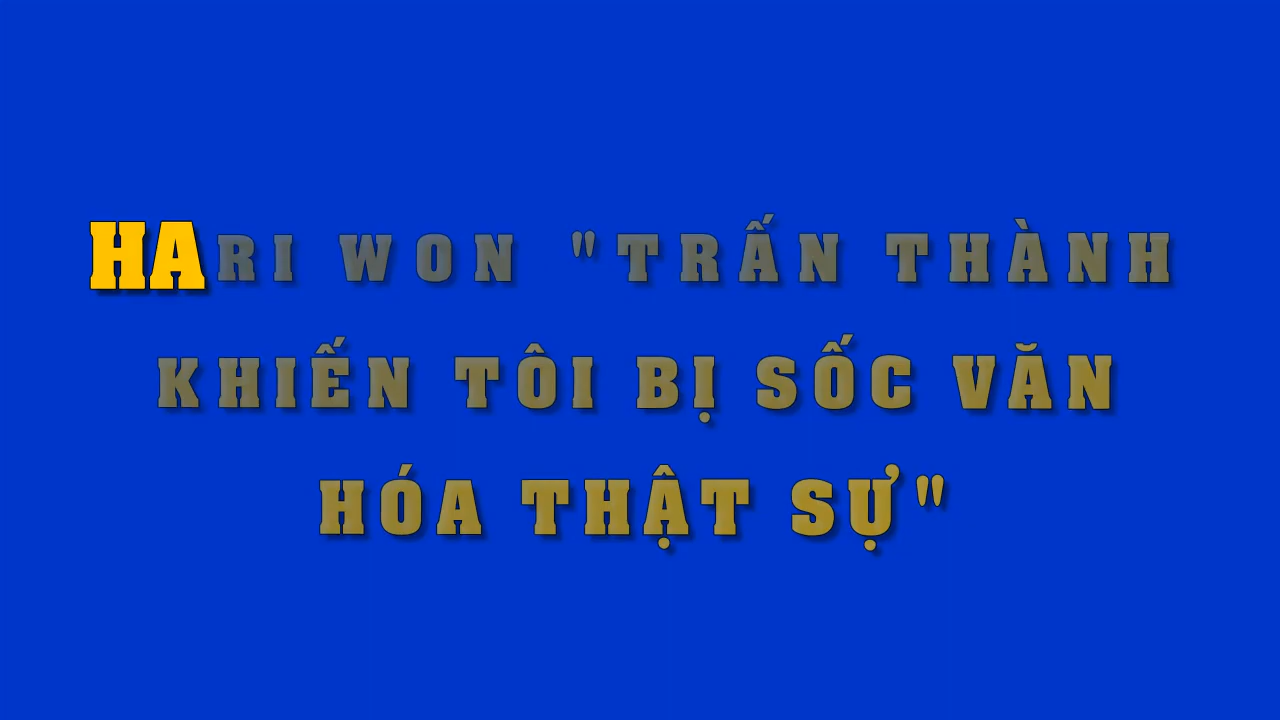 HARI WON "TRẤN THÀNH
KHIẾN TÔI BỊ SỐC VĂN
HÓA THẬT SỰ"